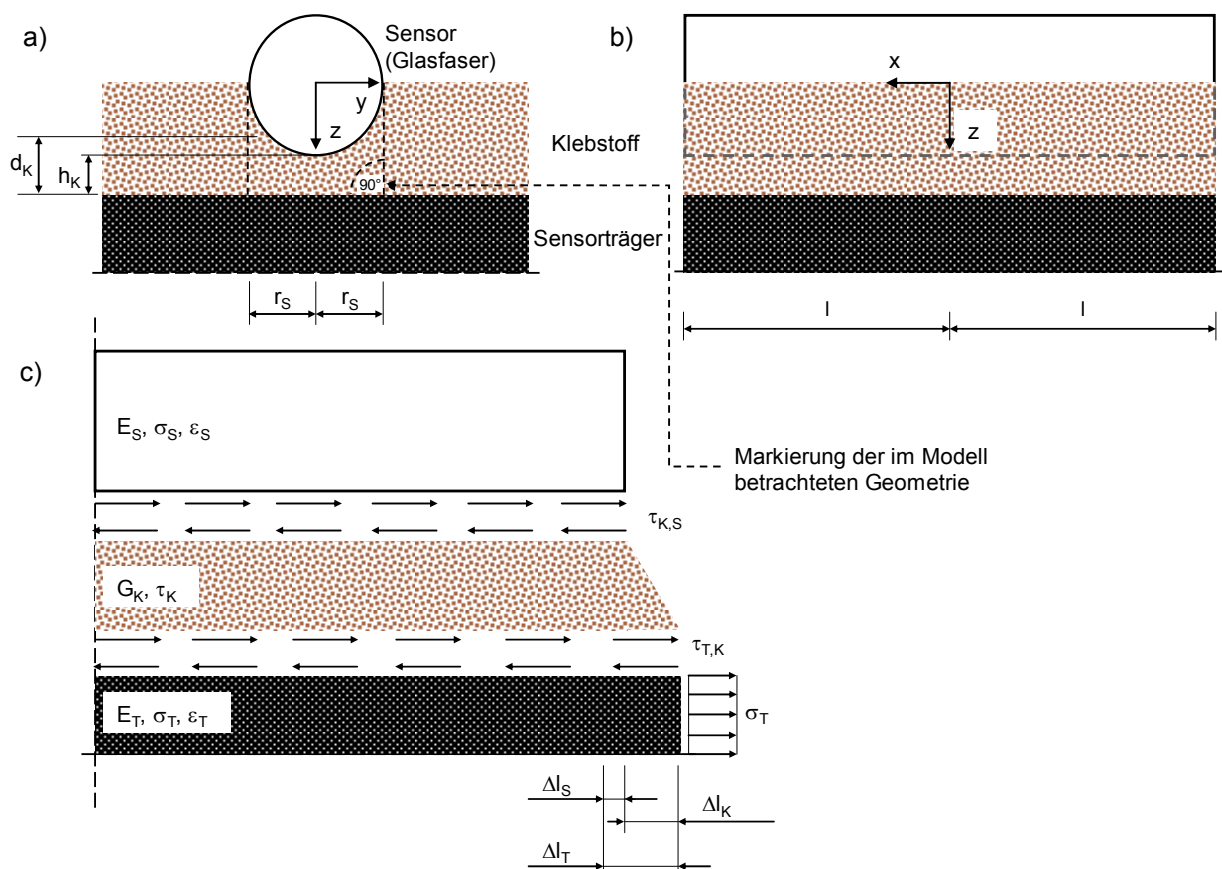 a)
Sensor
(Glasfaser)
y
z
d_K
h_K
90°
Klebstoff
Sensorträger
r_S
r_S
b)
x
z
l
l
c)
E_S, σ_S, ε_S
Markierung der im Modell
betrachteten Geometrie
τ_K,S
G_K, τ_K
τ_T,K
E_T, σ_T, ε_T
σ_T
Δl_S
Δl_K
Δl_T